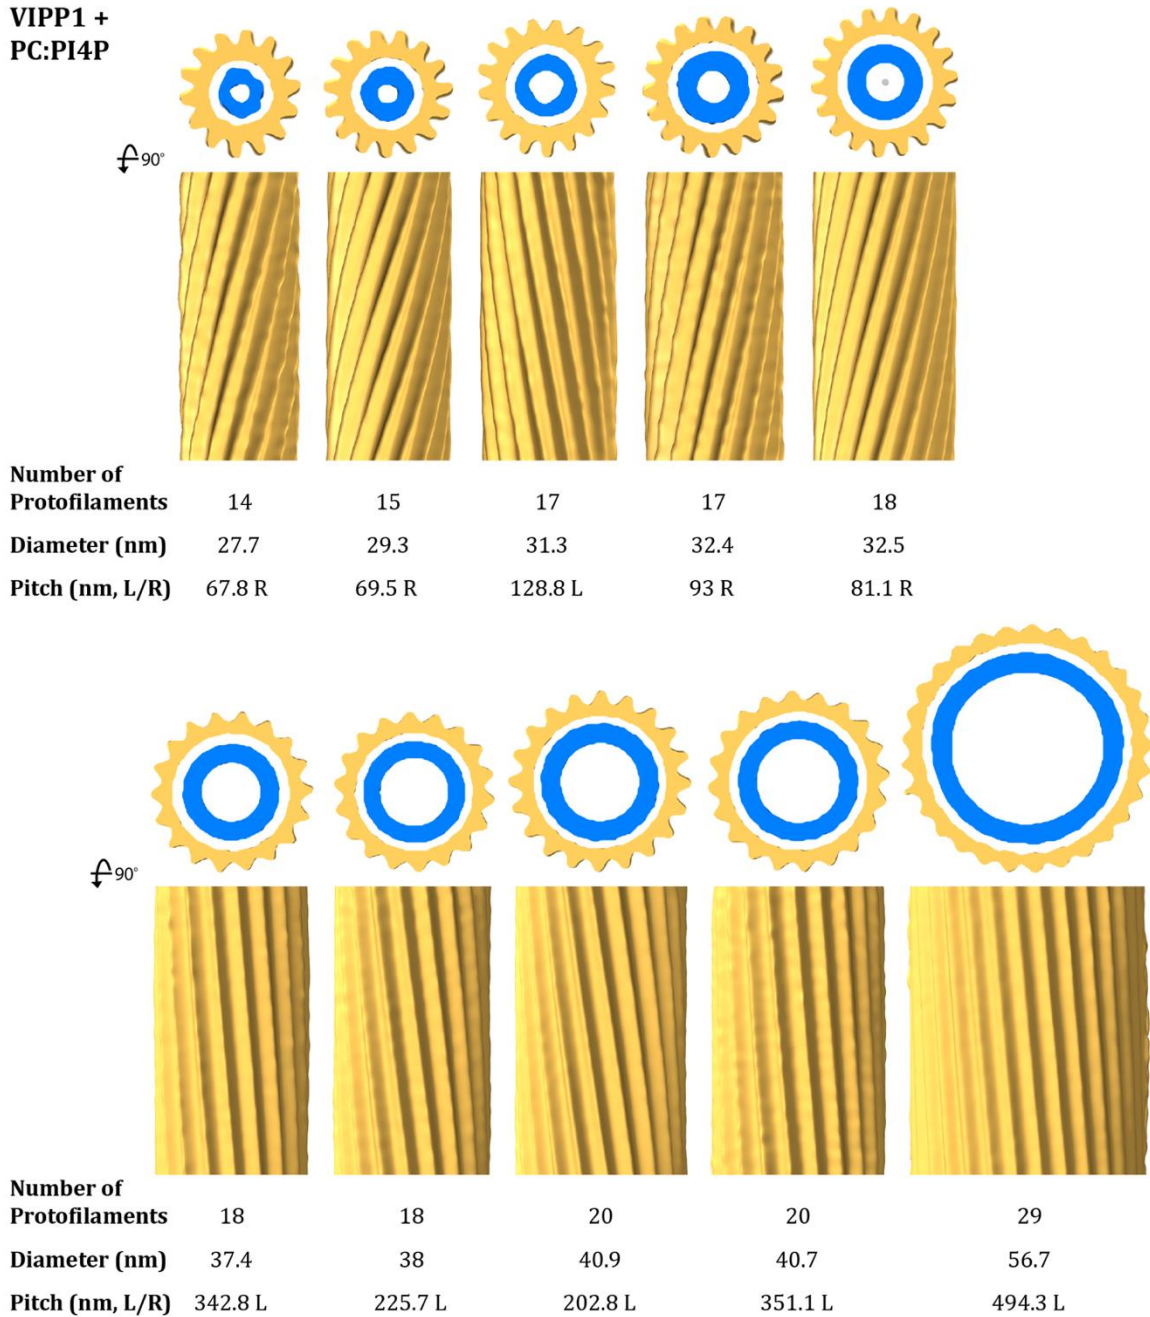 VIPP1 +
PC:PI4P
90°
Number of
Protofilaments 14 15 17 17 18
Diameter (nm) 27.7 29.3 31.3 32.4 32.5
Pitch (nm, L/R) 67.8 R 69.5 R 128.8 L 93 R 81.1 R
90°
Number of
Protofilaments 18 18 20 20 29
Diameter (nm) 37.4 38 40.9 40.7 56.7
Pitch (nm, L/R) 342.8 L 225.7 L 202.8 L 351.1 L 494.3 L